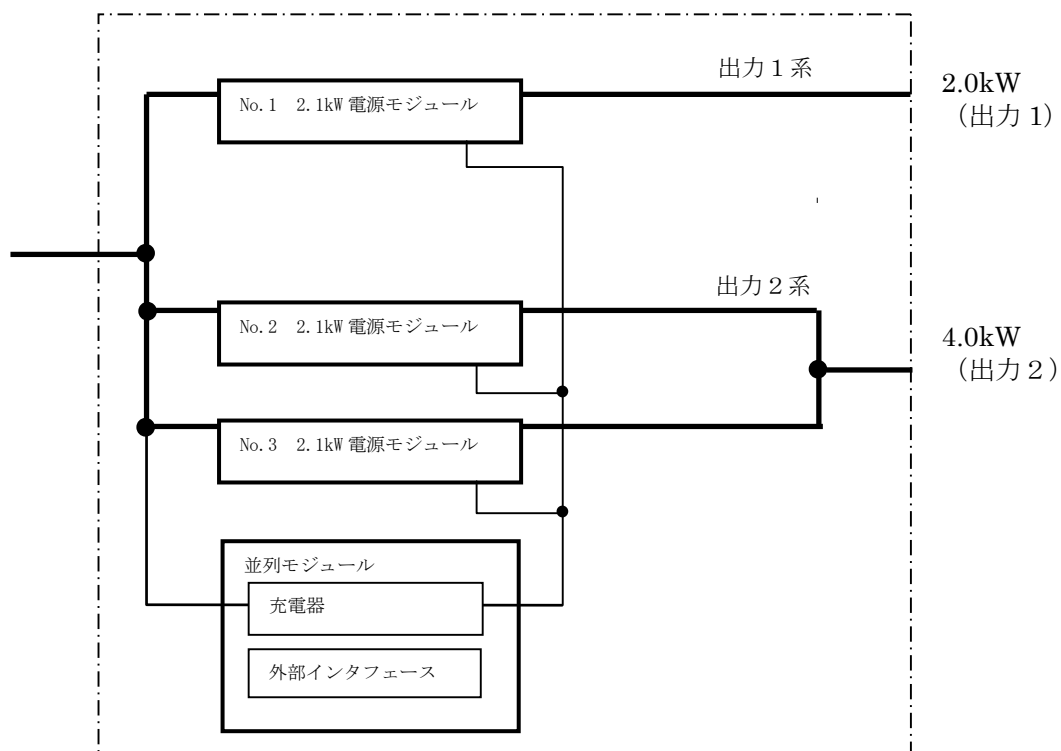 出力１系
2.0kW
（出力 1）
No.1　2.1kW 電源モジュール
出力２系
No.2　2.1kW 電源モジュール
4.0kW
（出力２）
No.3　2.1kW 電源モジュール
並列モジュール
充電器
外部インタフェース